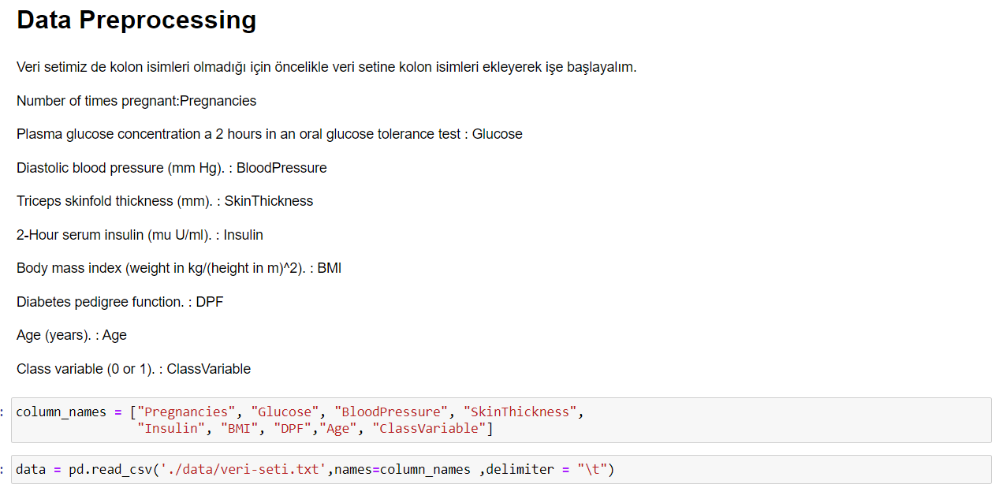 Data Preprocessing
Veri setimiz de kolon isimleri olmadığı için öncelikle veri setine kolon isimleri ekleyerek işe başlayalım.
Number of times pregnant:Pregnancies
Plasma glucose concentration a 2 hours in an oral glucose tolerance test : Glucose
Diastolic blood pressure (mm Hg). : BloodPressure
Triceps skinfold thickness (mm). : SkinThickness
2-Hour serum insulin (mu U/ml). : Insulin
Body mass index (weight in kg/(height in m)^2). : BMI
Diabetes pedigree function. : DPF
Age (years). : Age
Class variable (0 or 1). : ClassVariable
: column_names = ["Pregnancies", "Glucose", "BloodPressure", "SkinThickness",
"Insulin", "BMI", "DPF","Age", "ClassVariable"]
: data = pd.read_csv('./data/veri-seti.txt',names=column_names ,delimiter = "\t")